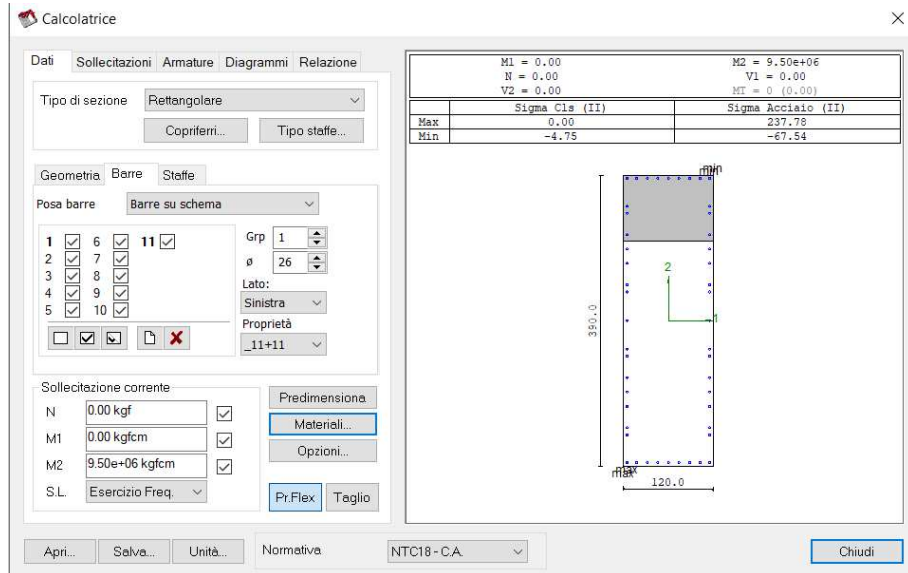 Calcolatrice
Dati Sollecitazioni Armature Diagrammi Relazione
Tipo di sezione Rettangolare
Copriferri... Tipo staffe...
Geometria Barre Staffe
Posa barre Barre su schema
1 6 11
2 7
3 8
4 9
5 10
Grp 1
ø 26
Lato:
Sinistra
Proprietà
_11+11
Sollecitazione corrente
N 0.00 kgf
M1 0.00 kgfcm
M2 9.50e+06 kgfcm
S.L. Esercizio Freq.
Predimensiona
Materiali...
Opzioni...
Pr.Flex Taglio
M1 = 0.00 M2 = 9.50e+06
N = 0.00 V1 = 0.00
V2 = 0.00 MT = 0 (0.00)
Sigma Cls (II) Sigma Acciaio (II)
Max 0.00 237.78
Min -4.75 -67.54
min
2
1
390.0
max
120.0
Apri... Salva... Unità... Normativa NTC18 - C.A. Chiudi